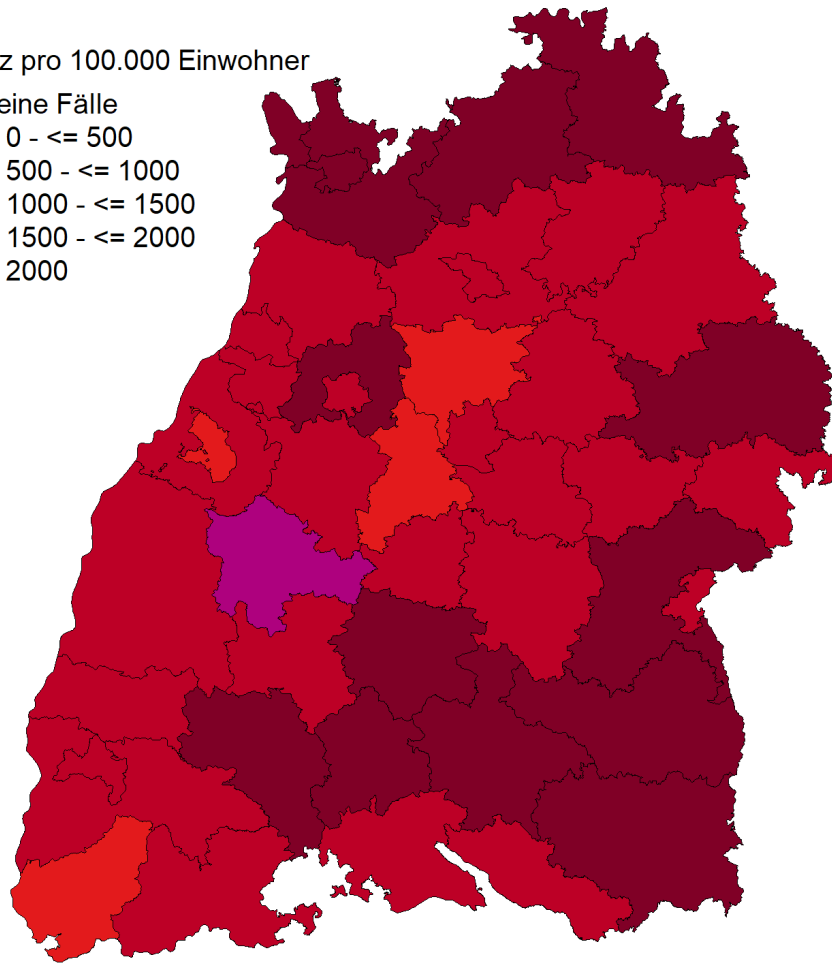 z pro 100.000 Einwohner
eine Fälle
0 - <= 500
500 - <= 1000
1000 - <= 1500
1500 - <= 2000
2000